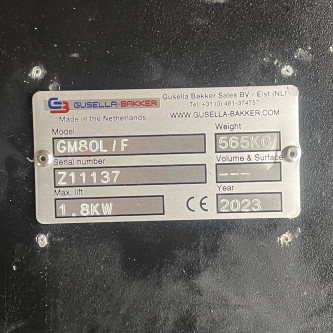 GB GUSELLA-BAKKER
Gusella Bakker Sales BV - Elst (NL)
Tel: +31(0) 481-374757
Made in the Netherlands
WWW.GUSELLA-BAKKER.COM
Model Weight
GM80L/F 565KG
Serial number Volume & Surface
Z11137 ---
Max. lift Year
1.8KW CE 2023